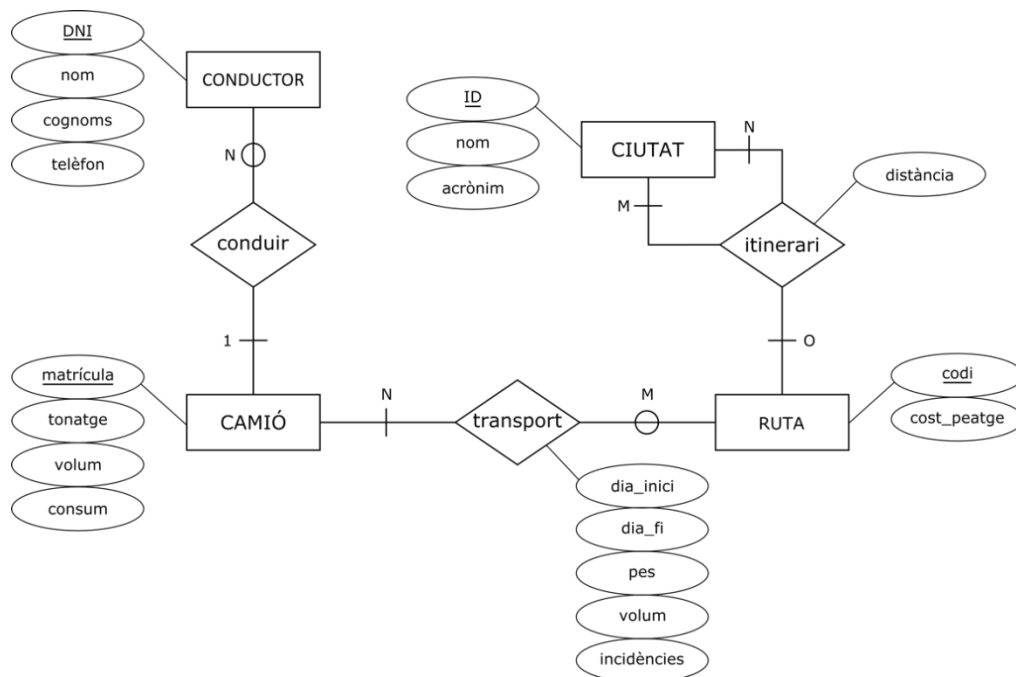 DNI
nom
cognoms
telèfon
CONDUCTOR
N
conduir
1
ID
nom
acrònim
CIUTAT
N
M
distància
itinerari
O
matrícula
tonatge
volum
consum
CAMIÓ
N
transport
M
RUTA
codi
cost_peatge
dia_inici
dia_fi
pes
volum
incidències